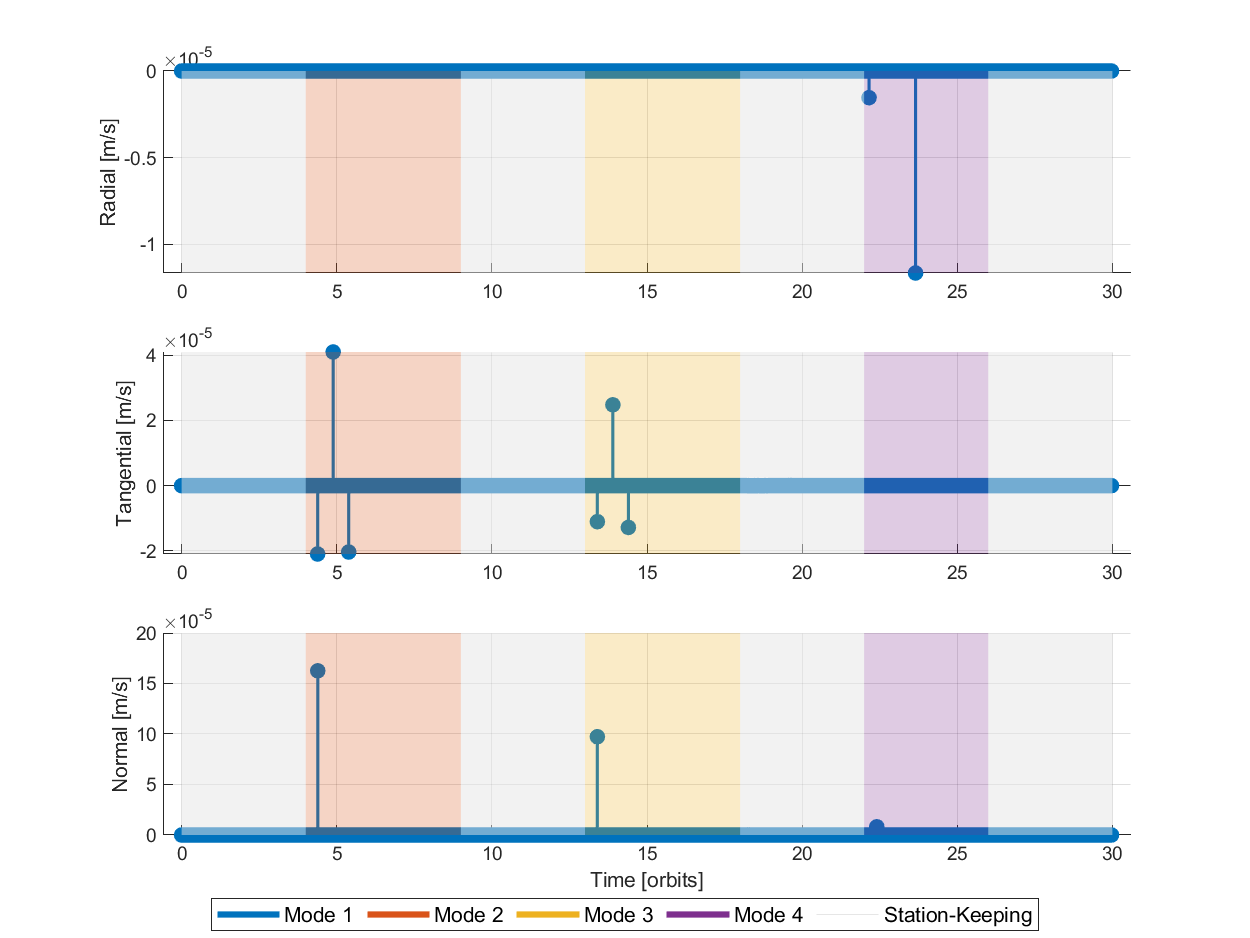 ×10-5
0
-0.5
-1
Radial [m/s]
0 5 10 15 20 25 30
×10-5
4
2
0
-2
Tangential [m/s]
0 5 10 15 20 25 30
×10-5
20
15
10
5
0
Normal [m/s]
0 5 10 15 20 25 30
Time [orbits]
Mode 1 Mode 2 Mode 3 Mode 4 Station-Keeping